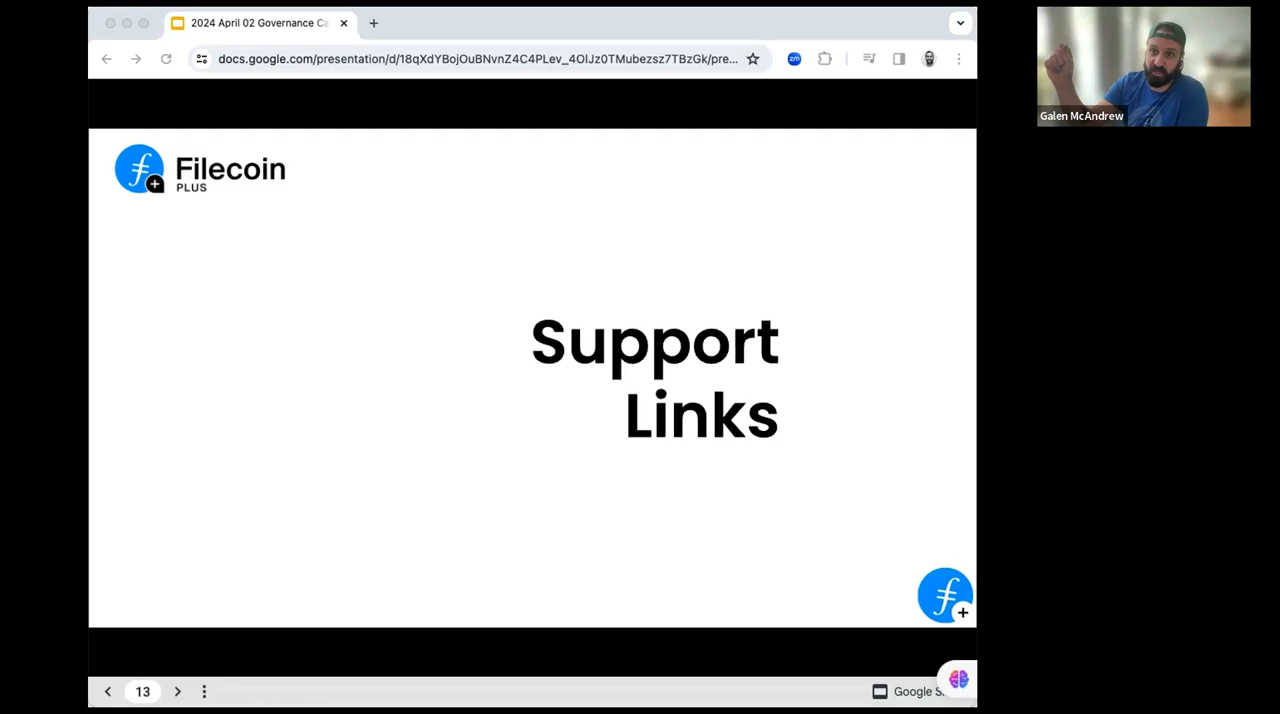 2024 April 02 Governance Ca
docs.google.com/presentation/d/18qXdYBojOuBNvnZ4C4PLev_4OIJz0TMubezsz7TBzGk/pre...
zm
Galen McAndrew
Filecoin
PLUS
Support
Links
13
Google S